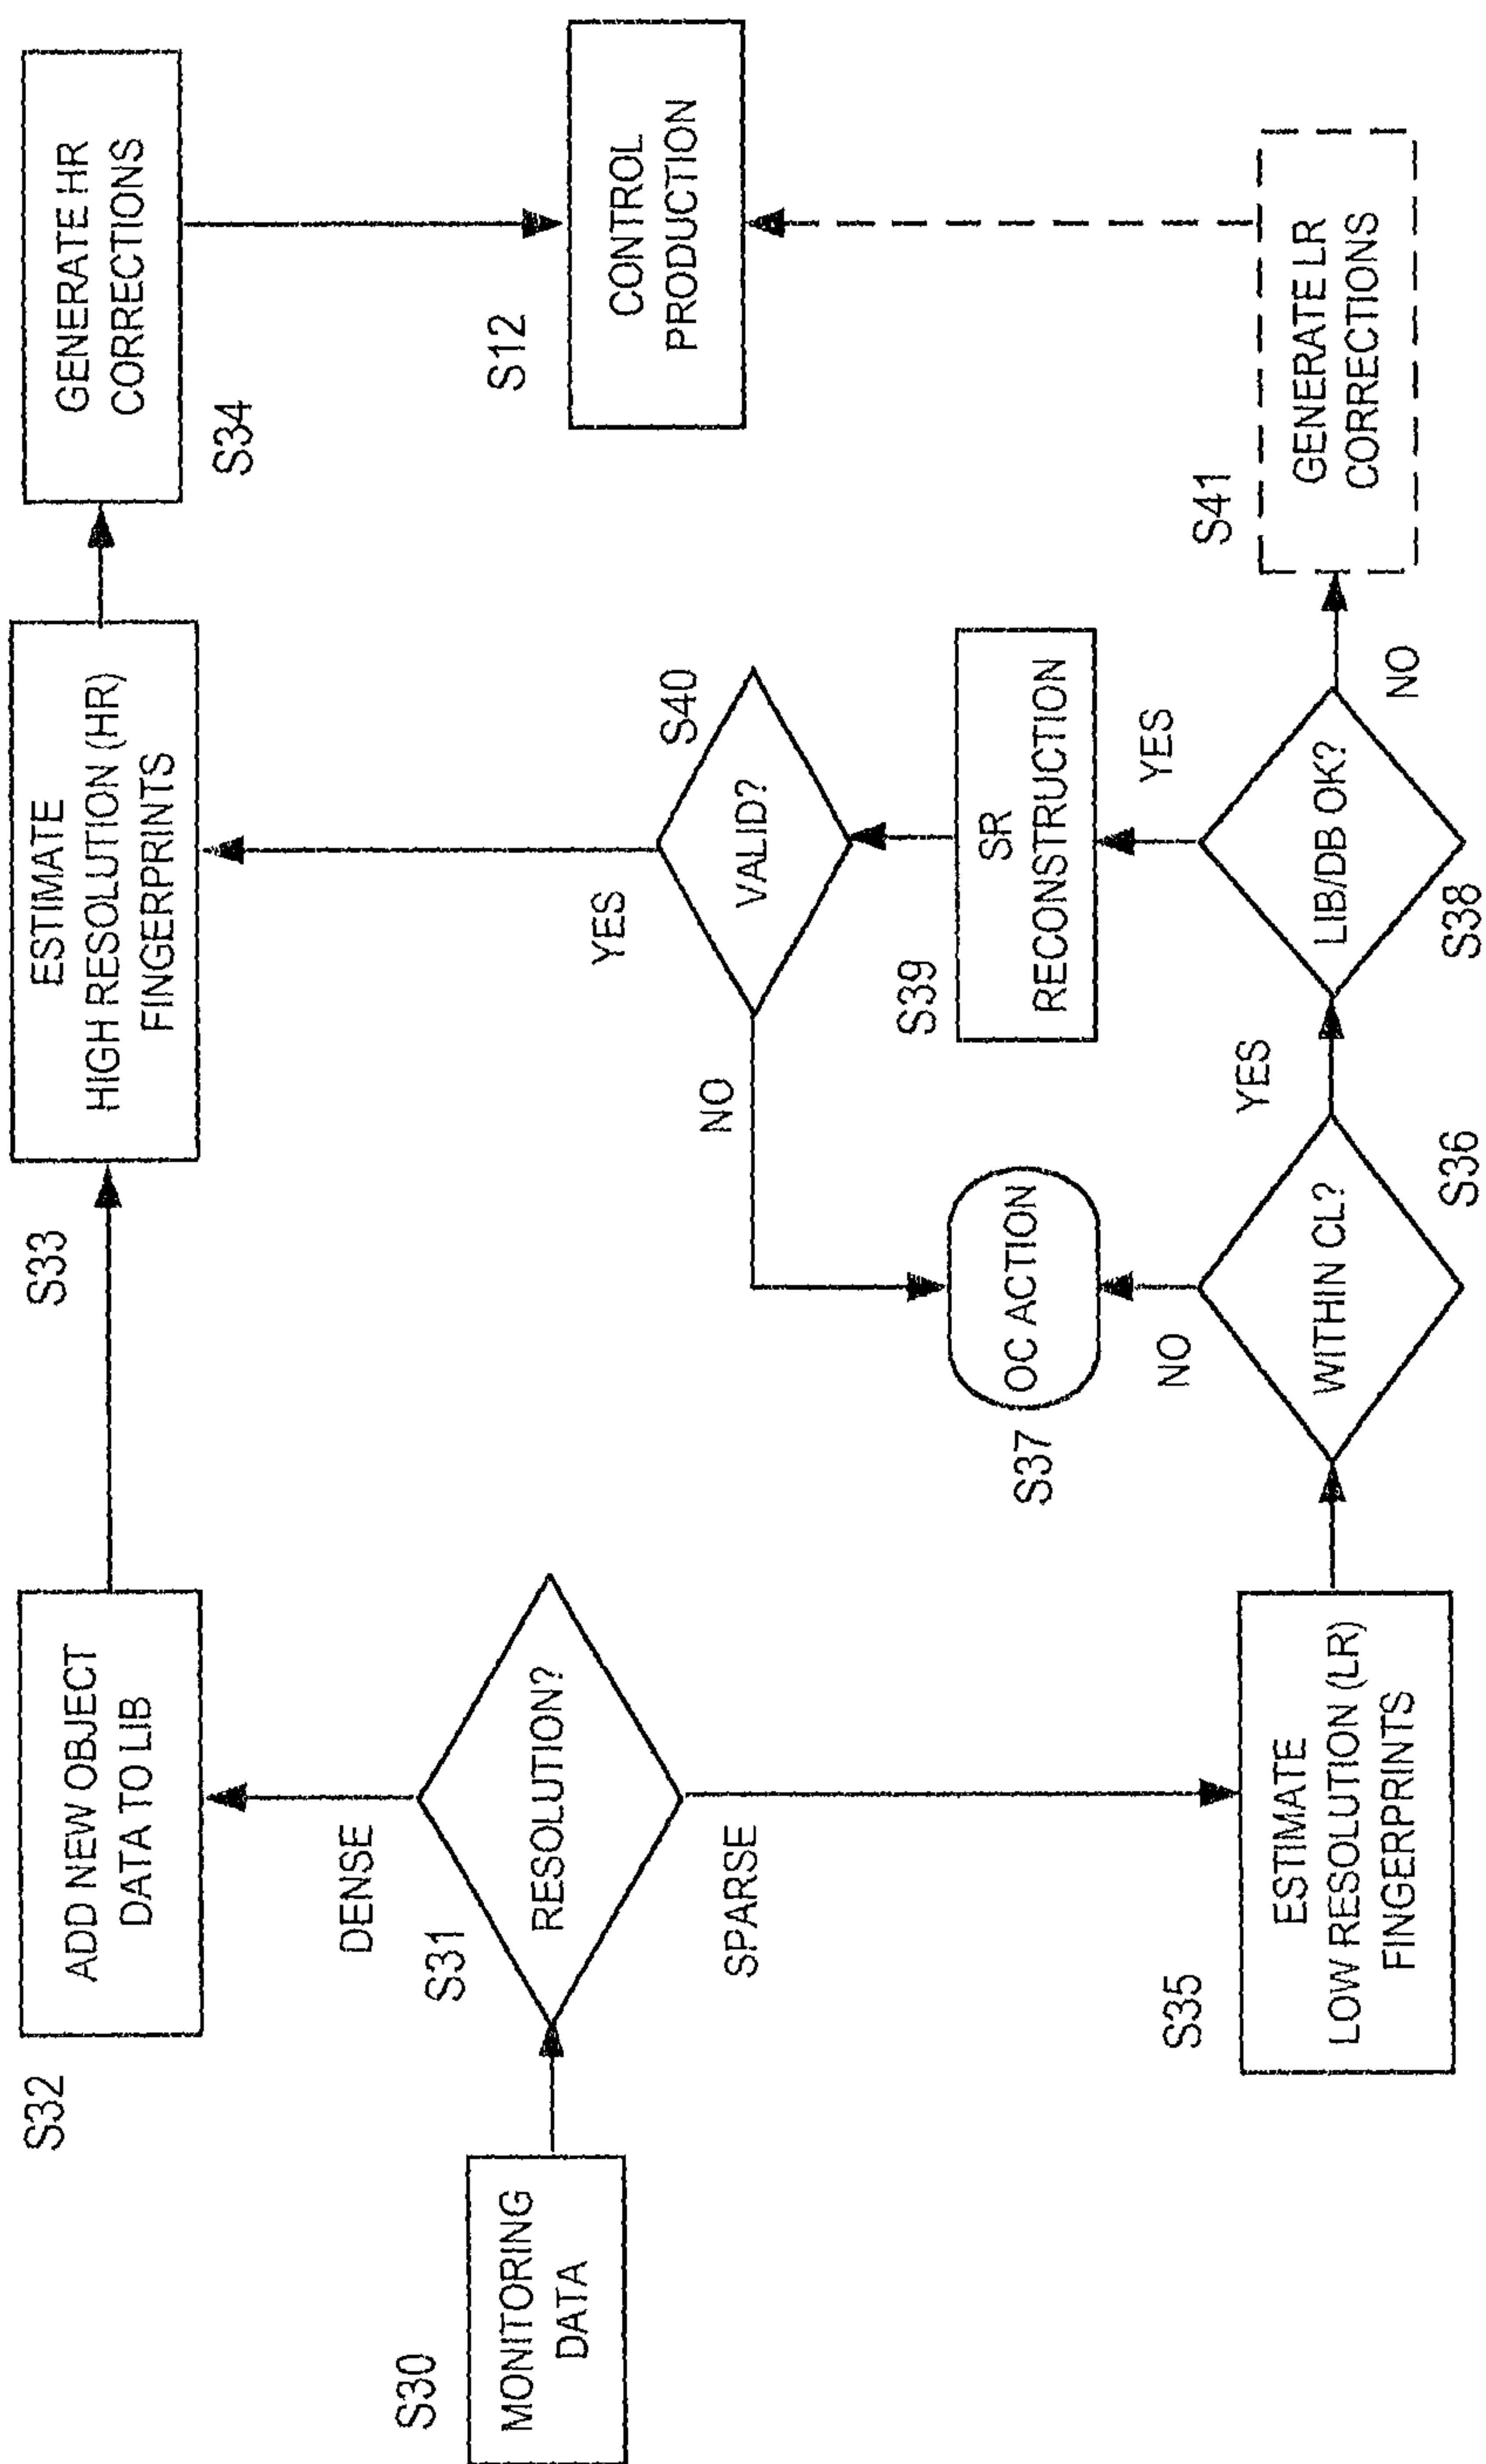 S30
MONITORING
DATA
S31
RESOLUTION?
DENSE
SPARSE
S32
ADD NEW OBJECT
DATA TO LIB
S33
ESTIMATE
HIGH RESOLUTION (HR)
FINGERPRINTS
S34
GENERATE HR
CORRECTIONS
S12
CONTROL
PRODUCTION
S35
ESTIMATE
LOW RESOLUTION (LR)
FINGERPRINTS
S36
WITHIN CL?
NO
YES
S37
OC ACTION
S38
LIB/DB OK?
YES
NO
S39
SR
RECONSTRUCTION
S40
VALID?
NO
YES
S41
GENERATE LR
CORRECTIONS